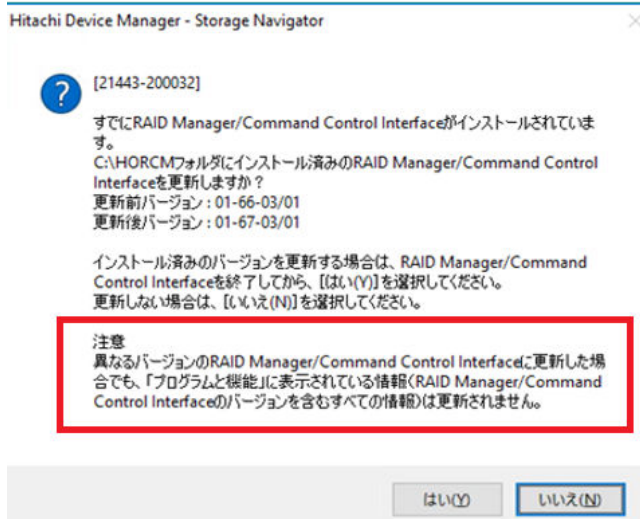 Hitachi Device Manager - Storage Navigator
[21443-200032]
すでにRAID Manager/Command Control Interfaceがインストールされていま
す。
C:\HORCMフォルダにインストール済みのRAID Manager/Command Control
Interfaceを更新しますか？
更新前バージョン : 01-66-03/01
更新後バージョン : 01-67-03/01
インストール済みのバージョンを更新する場合は、RAID Manager/Command
Control Interfaceを終了してから、[はい(Y)]を選択してください。
更新しない場合は、[いいえ(N)]を選択してください。
注意
異なるバージョンのRAID Manager/Command Control Interfaceに更新した場
合でも、「プログラムと機能」に表示されている情報(RAID Manager/Command
Control Interfaceのバージョンを含むすべての情報)は更新されません。
はい(Y)
いいえ(N)